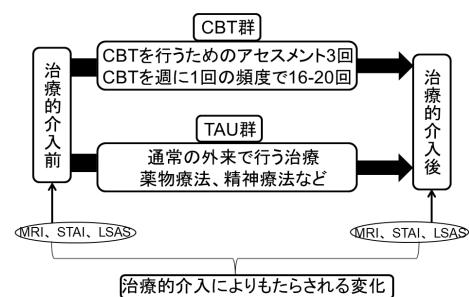 CBT群
CBTを行うためのアセスメント3回
CBTを週に1回の頻度で16-20回
治療的介入前
治療的介入後
TAU群
通常の外来で行う治療
薬物療法、精神療法など
MRI、STAI、LSAS
MRI、STAI、LSAS
治療的介入によりもたらされる変化